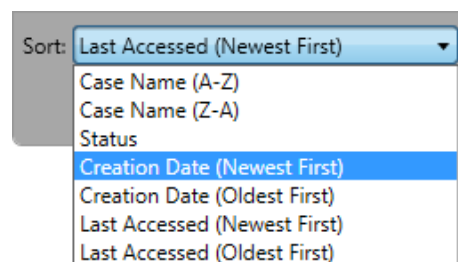 Sort: Last Accessed (Newest First)
Case Name (A-Z)
Case Name (Z-A)
Status
Creation Date (Newest First)
Creation Date (Oldest First)
Last Accessed (Newest First)
Last Accessed (Oldest First)